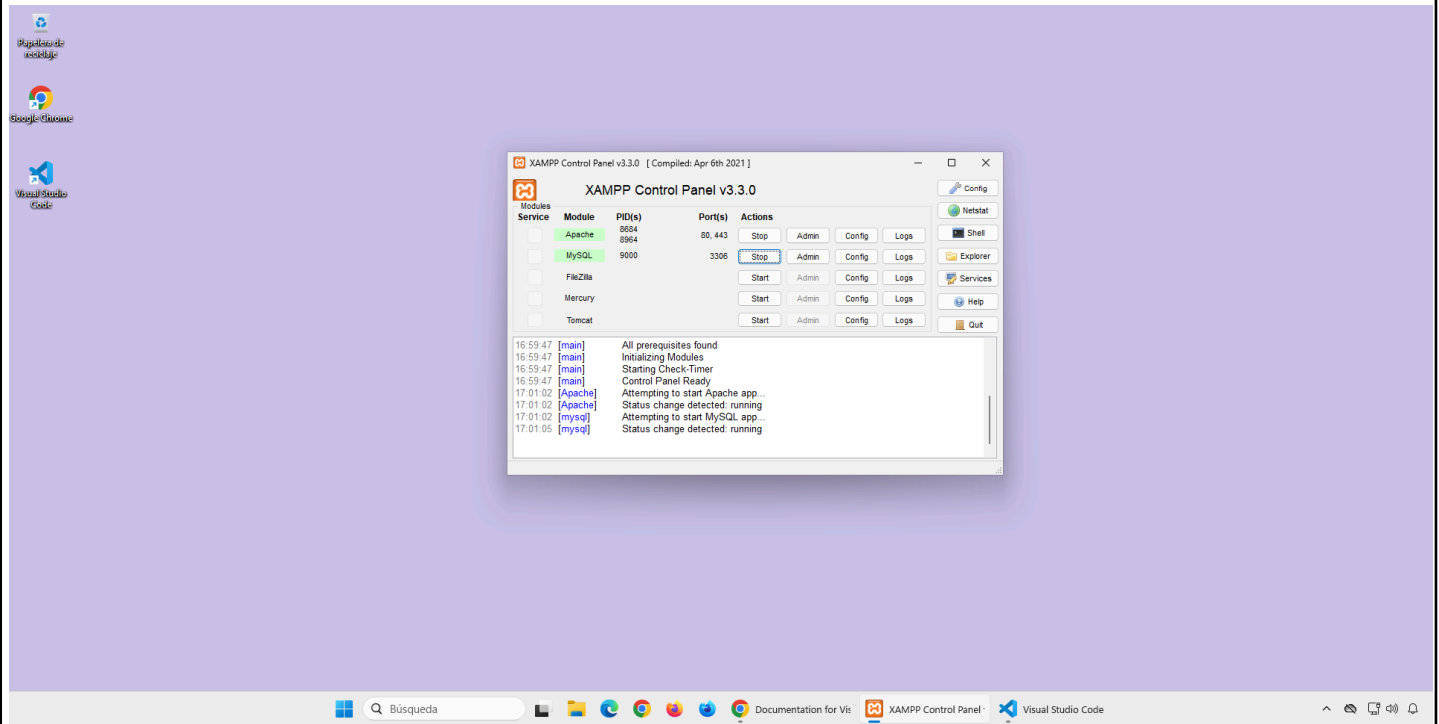 Papelera de
reciclaje
Google Chrome
Visual Studio
Code
XAMPP Control Panel v3.3.0 [ Compiled: Apr 6th 2021 ]
XAMPP Control Panel v3.3.0
Config
Modules
Service Module PID(s) Port(s) Actions
Netstat
Apache 8684 8964 80, 443 Stop Admin Config Logs
Shell
MySQL 9000 3306 Stop Admin Config Logs
Explorer
FileZilla Start Admin Config Logs
Services
Mercury Start Admin Config Logs
Help
Tomcat Start Admin Config Logs
Quit
16:59:47 [main] All prerequisites found
16:59:47 [main] Initializing Modules
16:59:47 [main] Starting Check-Timer
16:59:47 [main] Control Panel Ready
17:01:02 [Apache] Attempting to start Apache app...
17:01:02 [Apache] Status change detected: running
17:01:02 [mysql] Attempting to start MySQL app...
17:01:05 [mysql] Status change detected: running
Búsqueda
Documentation for Vis
XAMPP Control Panel
Visual Studio Code